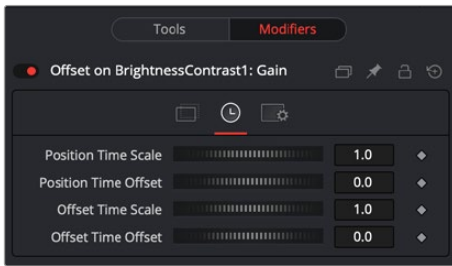 Tools Modifiers
Offset on BrightnessContrast1: Gain
Position Time Scale 1.0
Position Time Offset 0.0
Offset Time Scale 1.0
Offset Time Offset 0.0